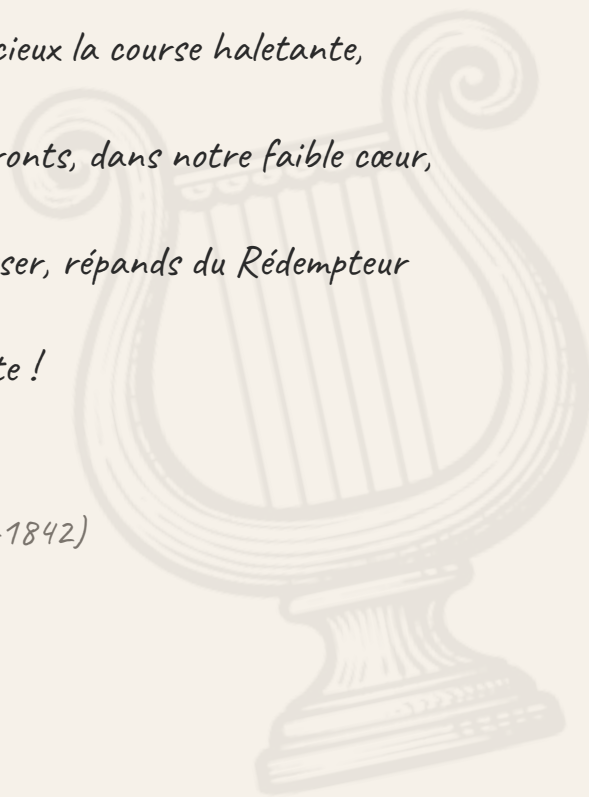 cieux la course haletante,
ronts, dans notre faible cœur,
ser, répands du Rédempteur
te !
-1842)